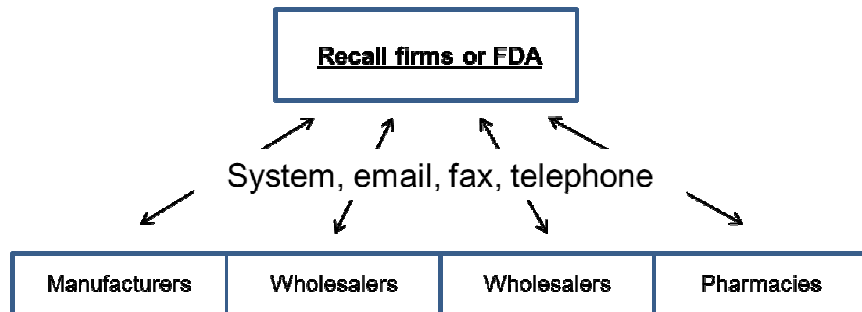 Recall firms or FDA
System, email, fax, telephone
Manufacturers
Wholesalers
Wholesalers
Pharmacies